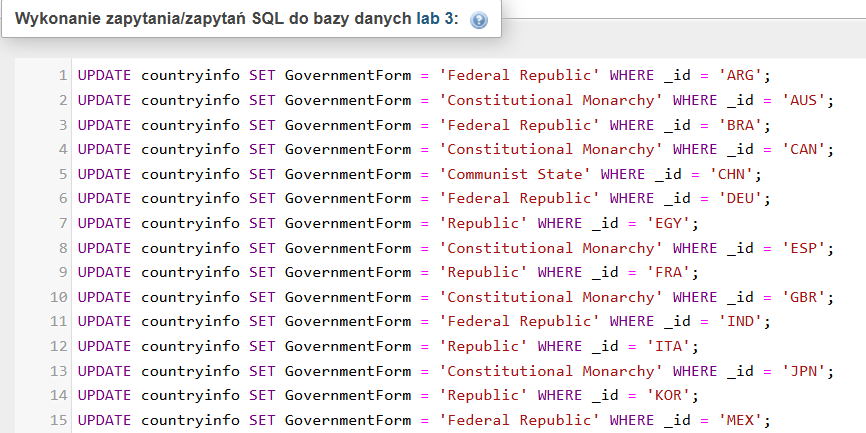 Wykonanie zapytania/zapytań SQL do bazy danych lab 3:
1 UPDATE countryinfo SET GovernmentForm = 'Federal Republic' WHERE _id = 'ARG';
2 UPDATE countryinfo SET GovernmentForm = 'Constitutional Monarchy' WHERE _id = 'AUS';
3 UPDATE countryinfo SET GovernmentForm = 'Federal Republic' WHERE _id = 'BRA';
4 UPDATE countryinfo SET GovernmentForm = 'Constitutional Monarchy' WHERE _id = 'CAN';
5 UPDATE countryinfo SET GovernmentForm = 'Communist State' WHERE _id = 'CHN';
6 UPDATE countryinfo SET GovernmentForm = 'Federal Republic' WHERE _id = 'DEU';
7 UPDATE countryinfo SET GovernmentForm = 'Republic' WHERE _id = 'EGY';
8 UPDATE countryinfo SET GovernmentForm = 'Constitutional Monarchy' WHERE _id = 'ESP';
9 UPDATE countryinfo SET GovernmentForm = 'Republic' WHERE _id = 'FRA';
10 UPDATE countryinfo SET GovernmentForm = 'Constitutional Monarchy' WHERE _id = 'GBR';
11 UPDATE countryinfo SET GovernmentForm = 'Federal Republic' WHERE _id = 'IND';
12 UPDATE countryinfo SET GovernmentForm = 'Republic' WHERE _id = 'ITA';
13 UPDATE countryinfo SET GovernmentForm = 'Constitutional Monarchy' WHERE _id = 'JPN';
14 UPDATE countryinfo SET GovernmentForm = 'Republic' WHERE _id = 'KOR';
15 UPDATE countryinfo SET GovernmentForm = 'Federal Republic' WHERE _id = 'MEX';